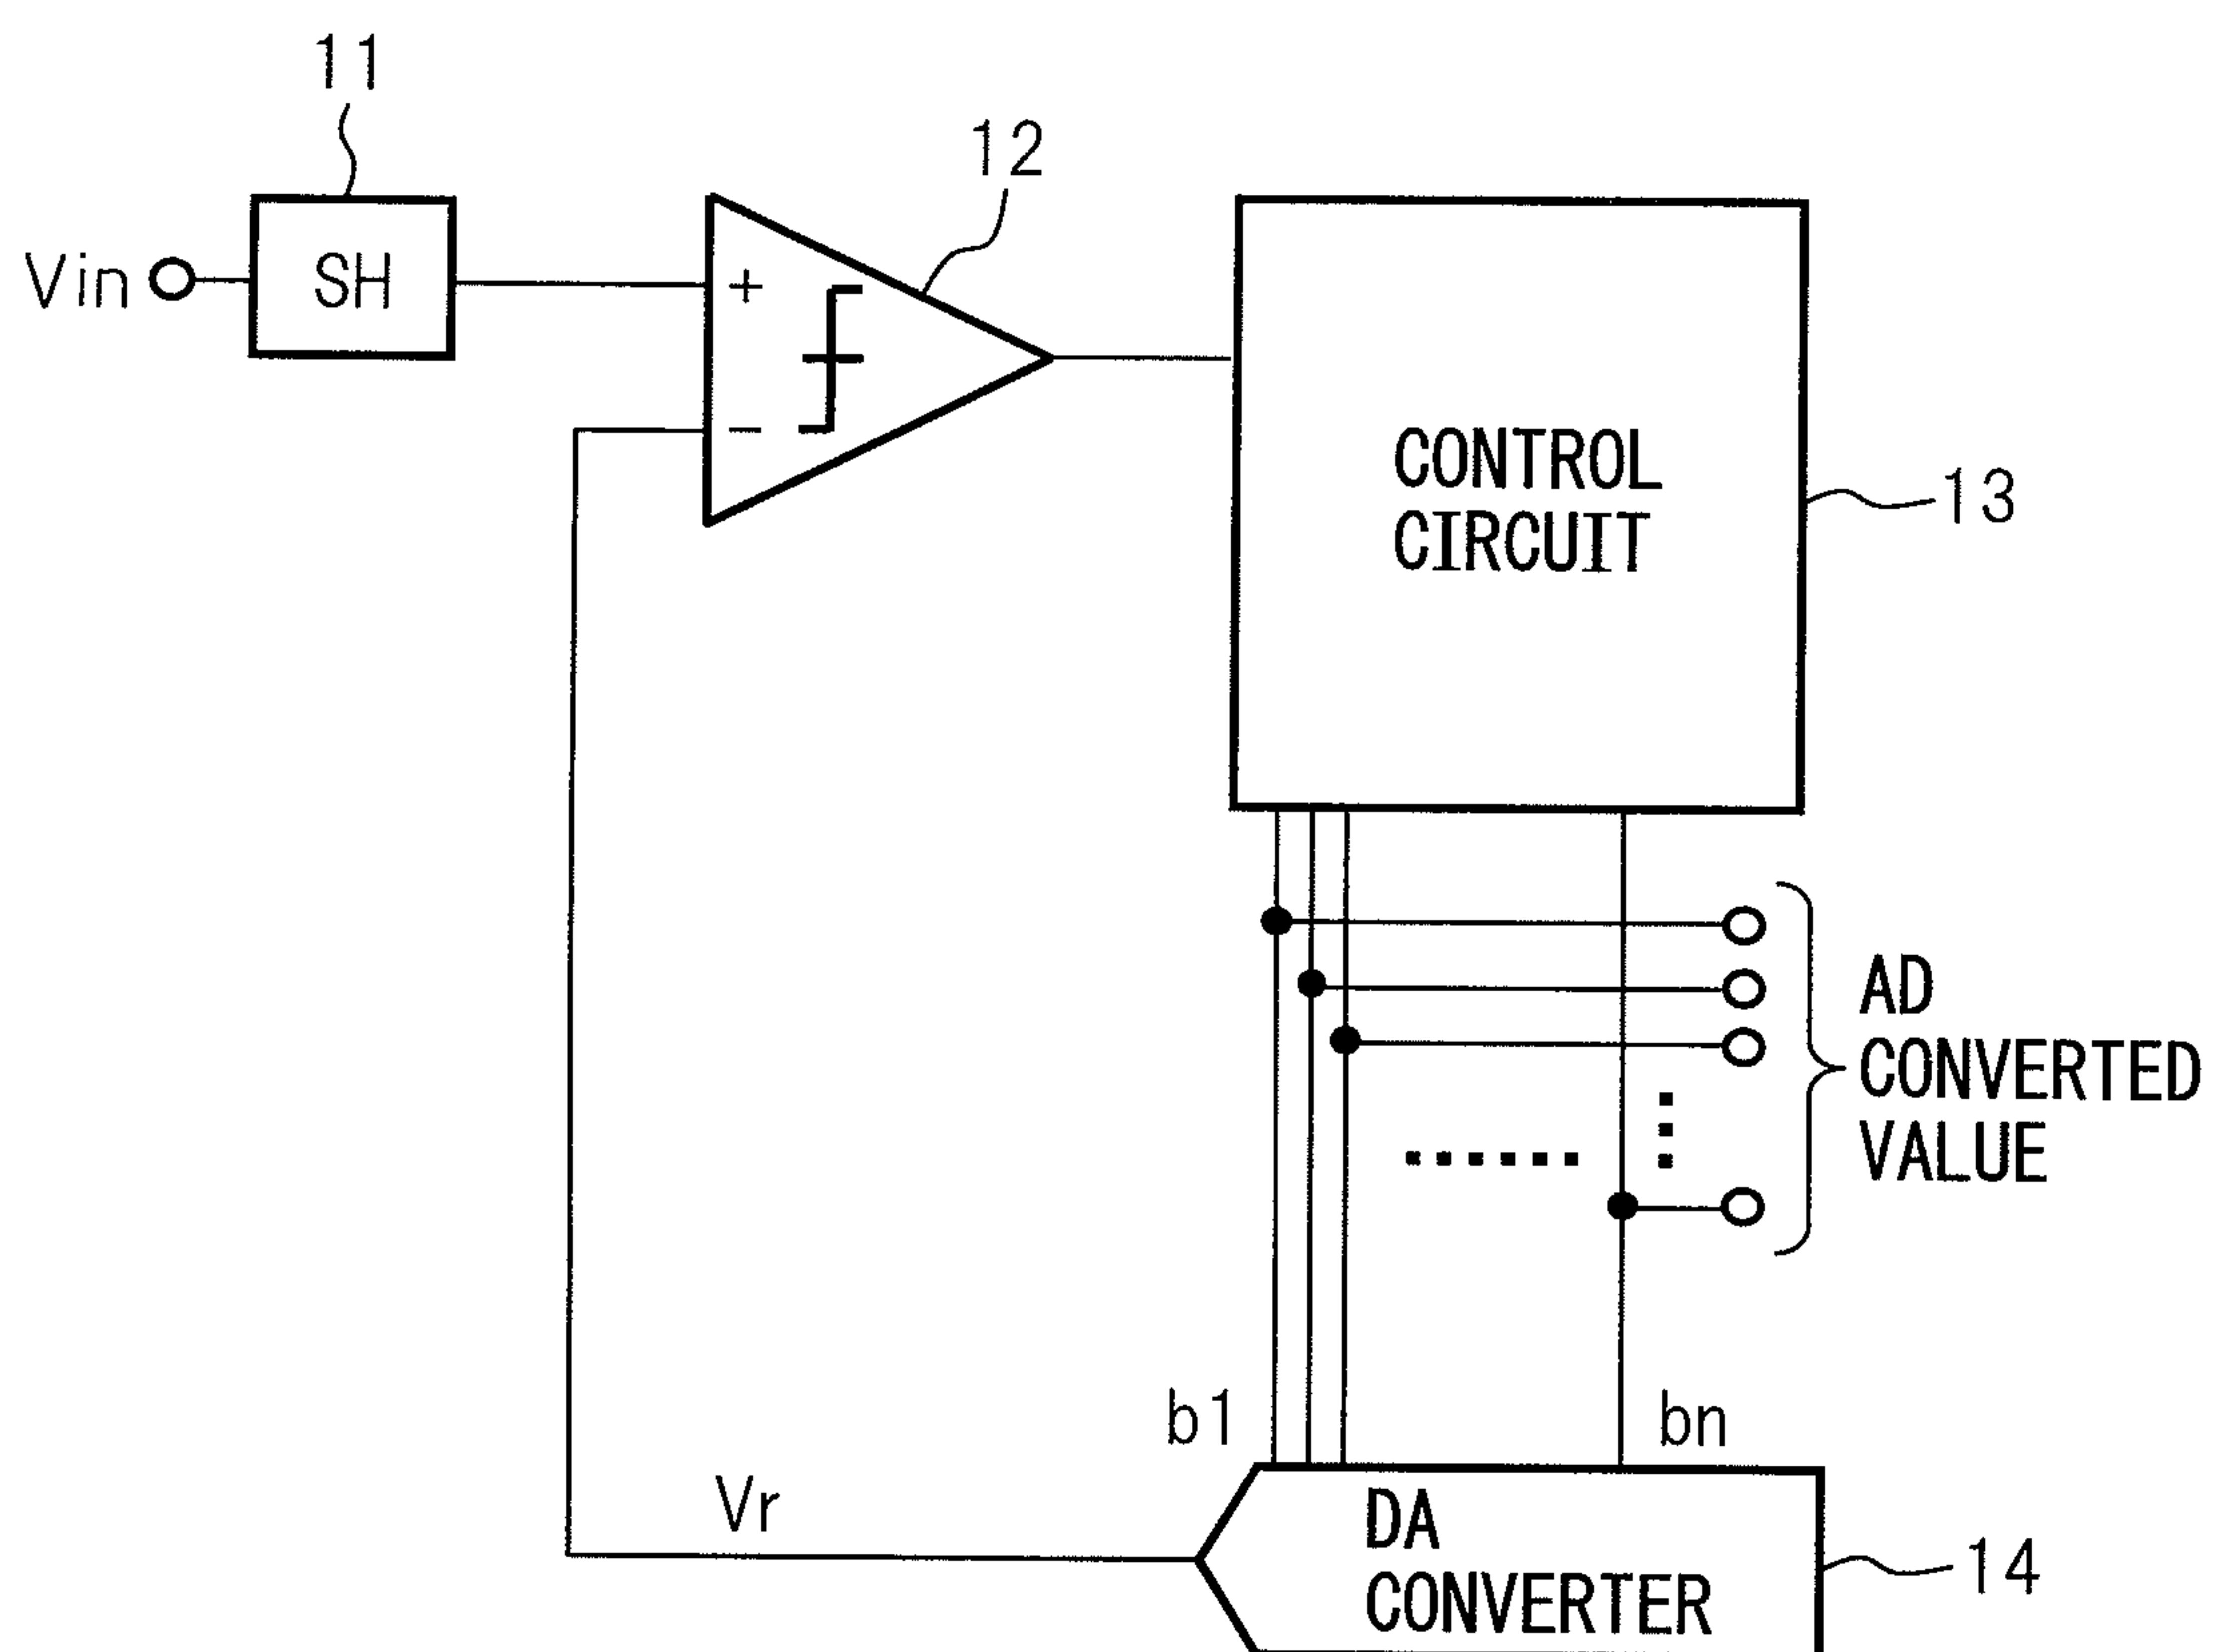 11
12
Vin
SH
+
−
CONTROL
CIRCUIT
13
AD
CONVERTED
VALUE
b1
bn
Vr
DA
CONVERTER
14